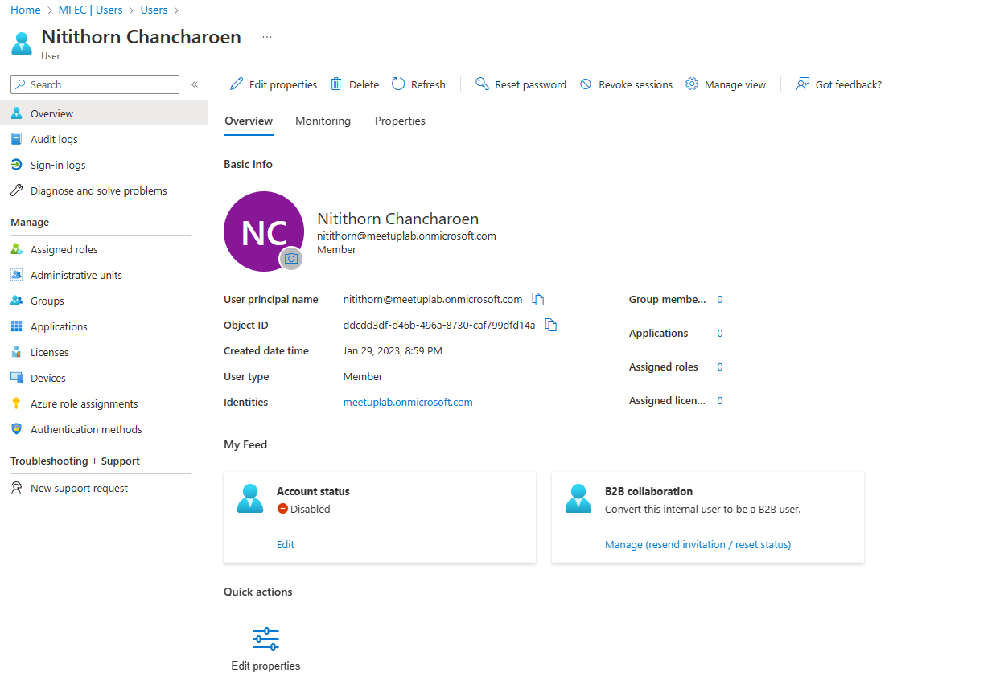 Home > MFEC | Users > Users >
Nitithorn Chancharoen ...
User
Search «
Overview
Audit logs
Sign-in logs
Diagnose and solve problems
Manage
Assigned roles
Administrative units
Groups
Applications
Licenses
Devices
Azure role assignments
Authentication methods
Troubleshooting + Support
New support request
Edit properties Delete Refresh Reset password Revoke sessions Manage view Got feedback?
Overview Monitoring Properties
Basic info
NC
Nitithorn Chancharoen
nitithorn@meetuplab.onmicrosoft.com
Member
User principal name nitithorn@meetuplab.onmicrosoft.com
Object ID ddcdd3df-d46b-496a-8730-caf799dfd14a
Created date time Jan 29, 2023, 8:59 PM
User type Member
Identities meetuplab.onmicrosoft.com
Group membe... 0
Applications 0
Assigned roles 0
Assigned licen... 0
My Feed
Account status
Disabled
Edit
B2B collaboration
Convert this internal user to be a B2B user.
Manage (resend invitation / reset status)
Quick actions
Edit properties